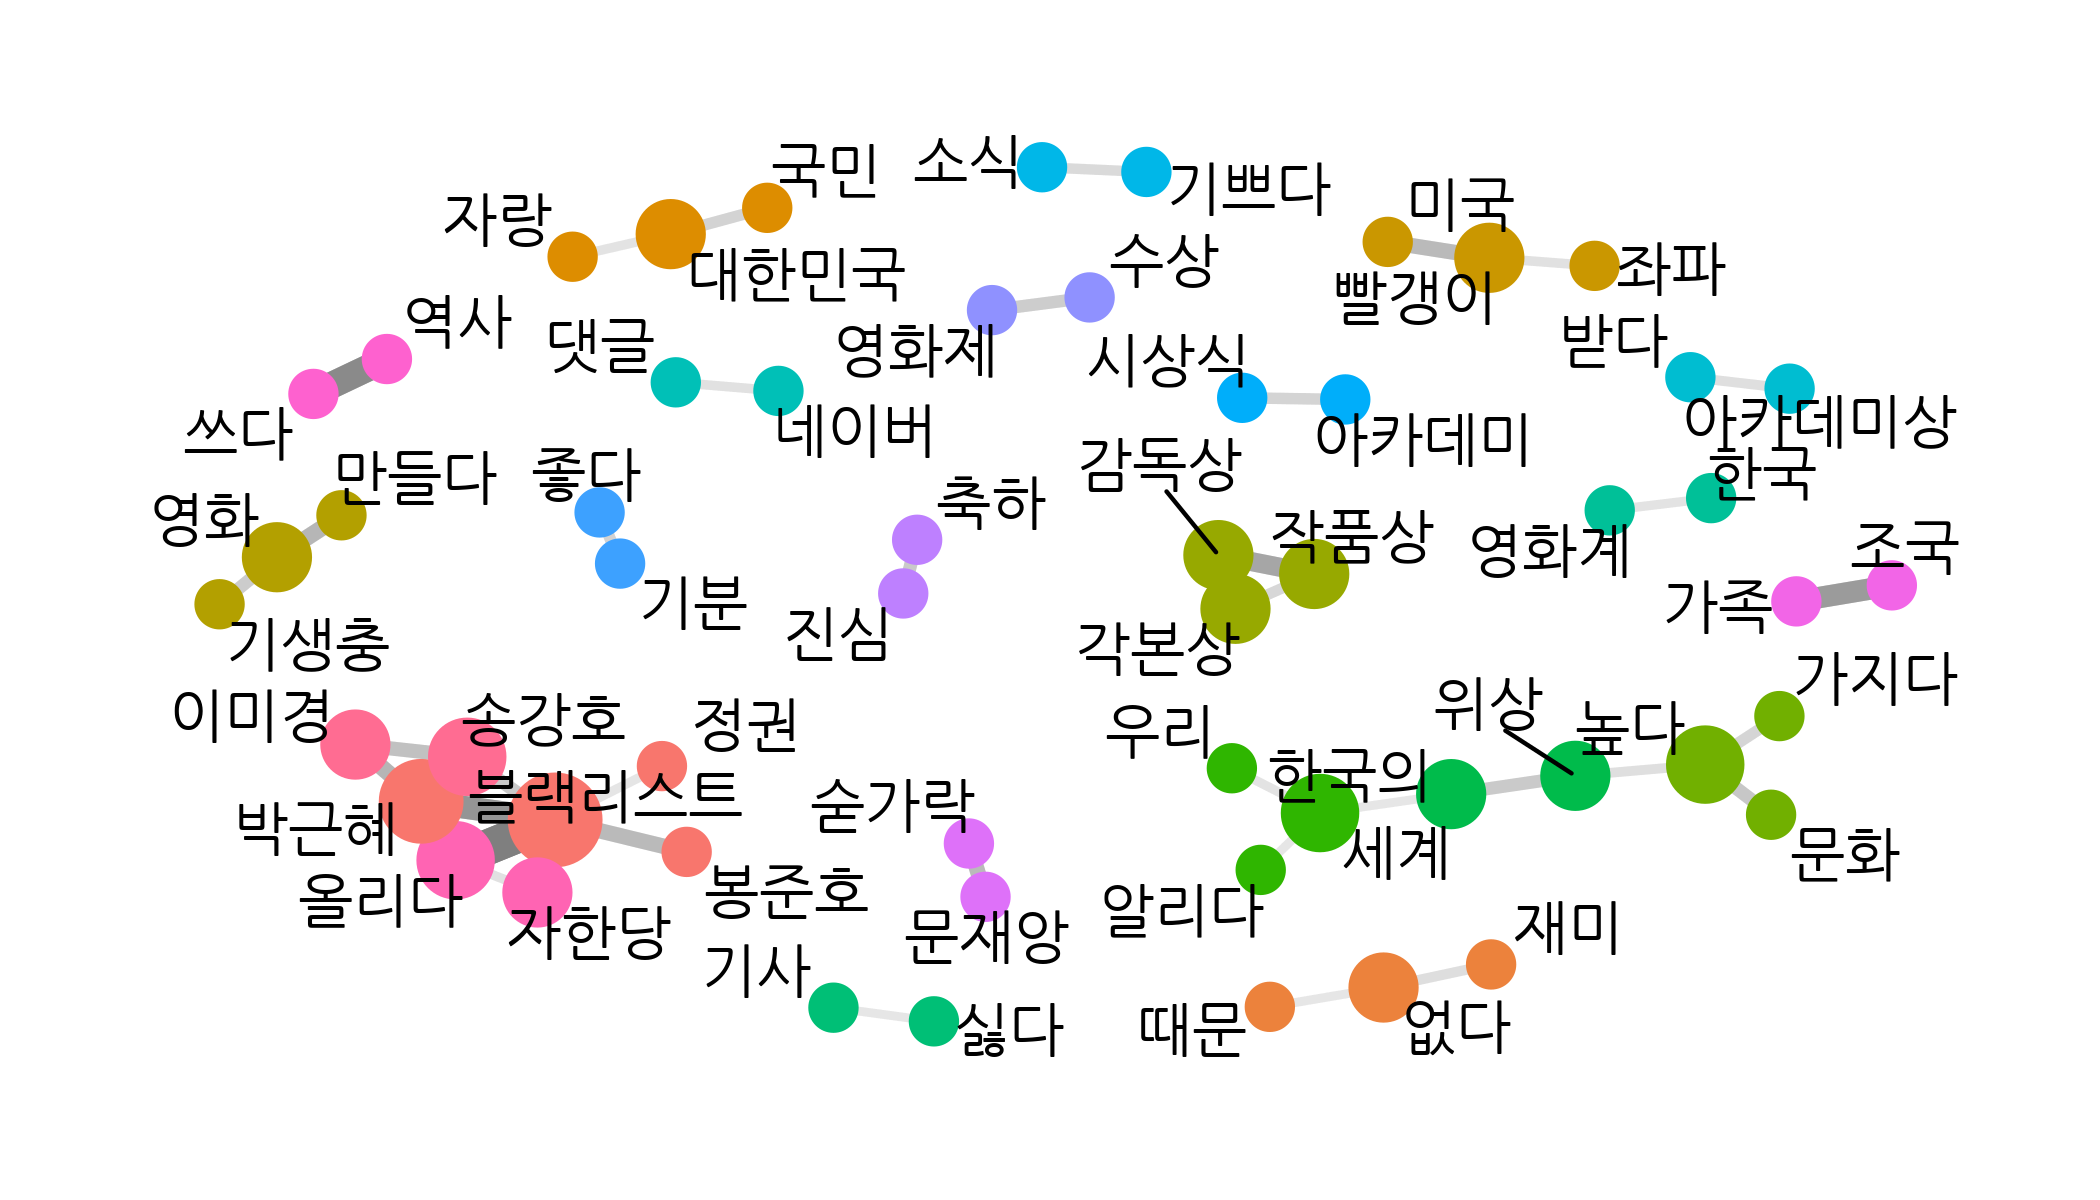 소식
국민
기쁘다
미국
자랑
수상
대한민국
좌파
빨갱이
역사
댓글
영화제
시상식
받다
쓰다
네이버
아카데미
아카데미상
만들다
좋다
감독상
한국
영화
축하
작품상
영화계
조국
기생충
기분
진심
각본상
가족
이미경
송강호
정권
우리
위상
높다
가지다
블랙리스트
숟가락
한국의
박근혜
세계
문화
올리다
자한당
봉준호
문재앙
알리다
재미
기사
싫다
때문
없다